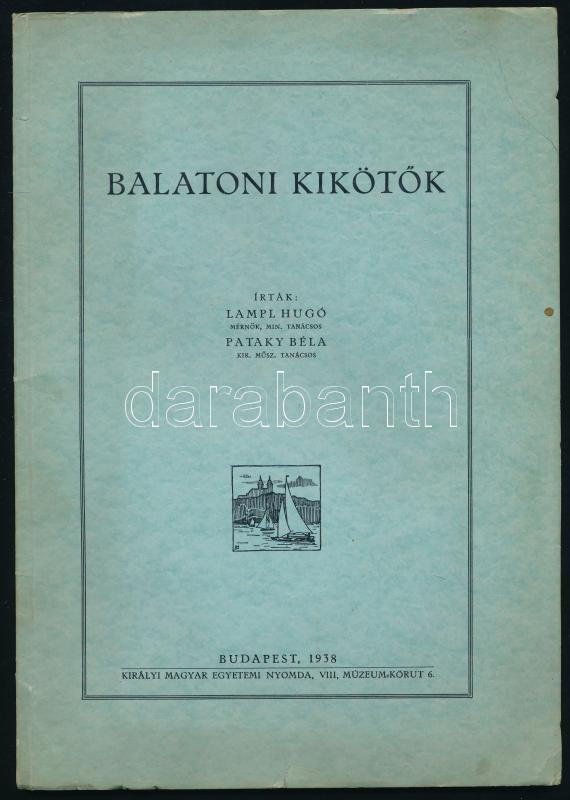 BALATONI KIKÖTŐK
ÍRTÁK:
LAMPL HUGÓ
MÉRNÖK, MIN. TANÁCSOS
PATAKY BÉLA
KIR. MŰSZ. TANÁCSOS
darabanth
BUDAPEST, 1938
KIRÁLYI MAGYAR EGYETEMI NYOMDA, VIII, MÚZEUM-KÖRUT 6.